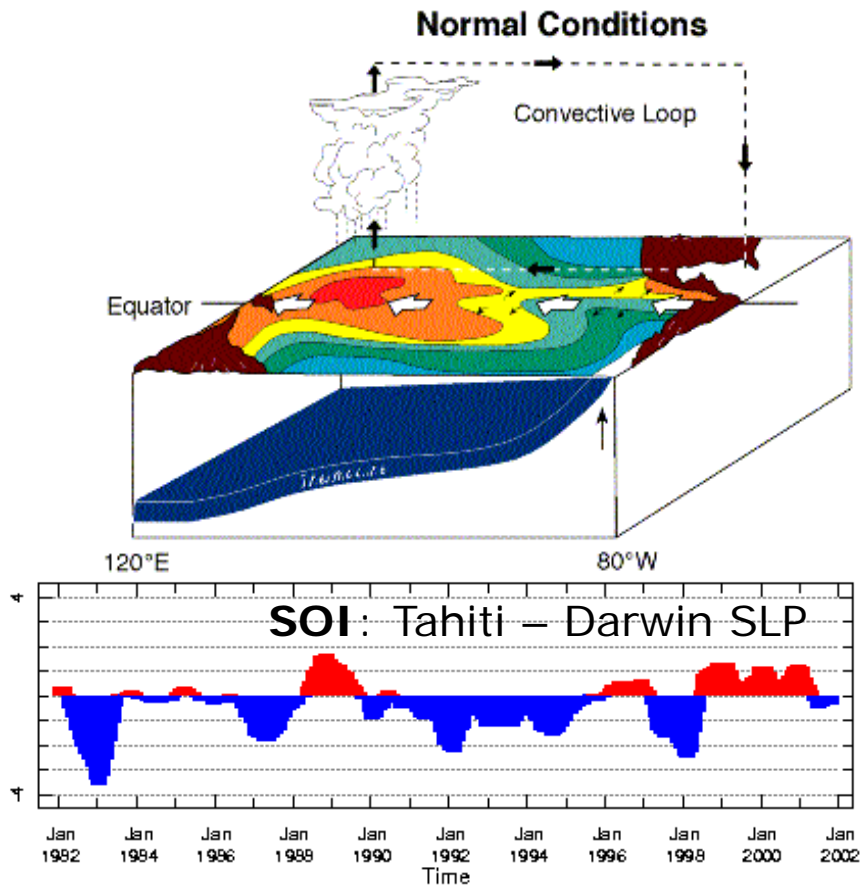 Normal Conditions
Convective Loop
Equator
120°E
80°W
SOI: Tahiti – Darwin SLP
4
-4
Jan Jan Jan Jan Jan Jan Jan Jan Jan Jan Jan
1982 1984 1986 1988 1990 1992 1994 1996 1998 2000 2002
Time